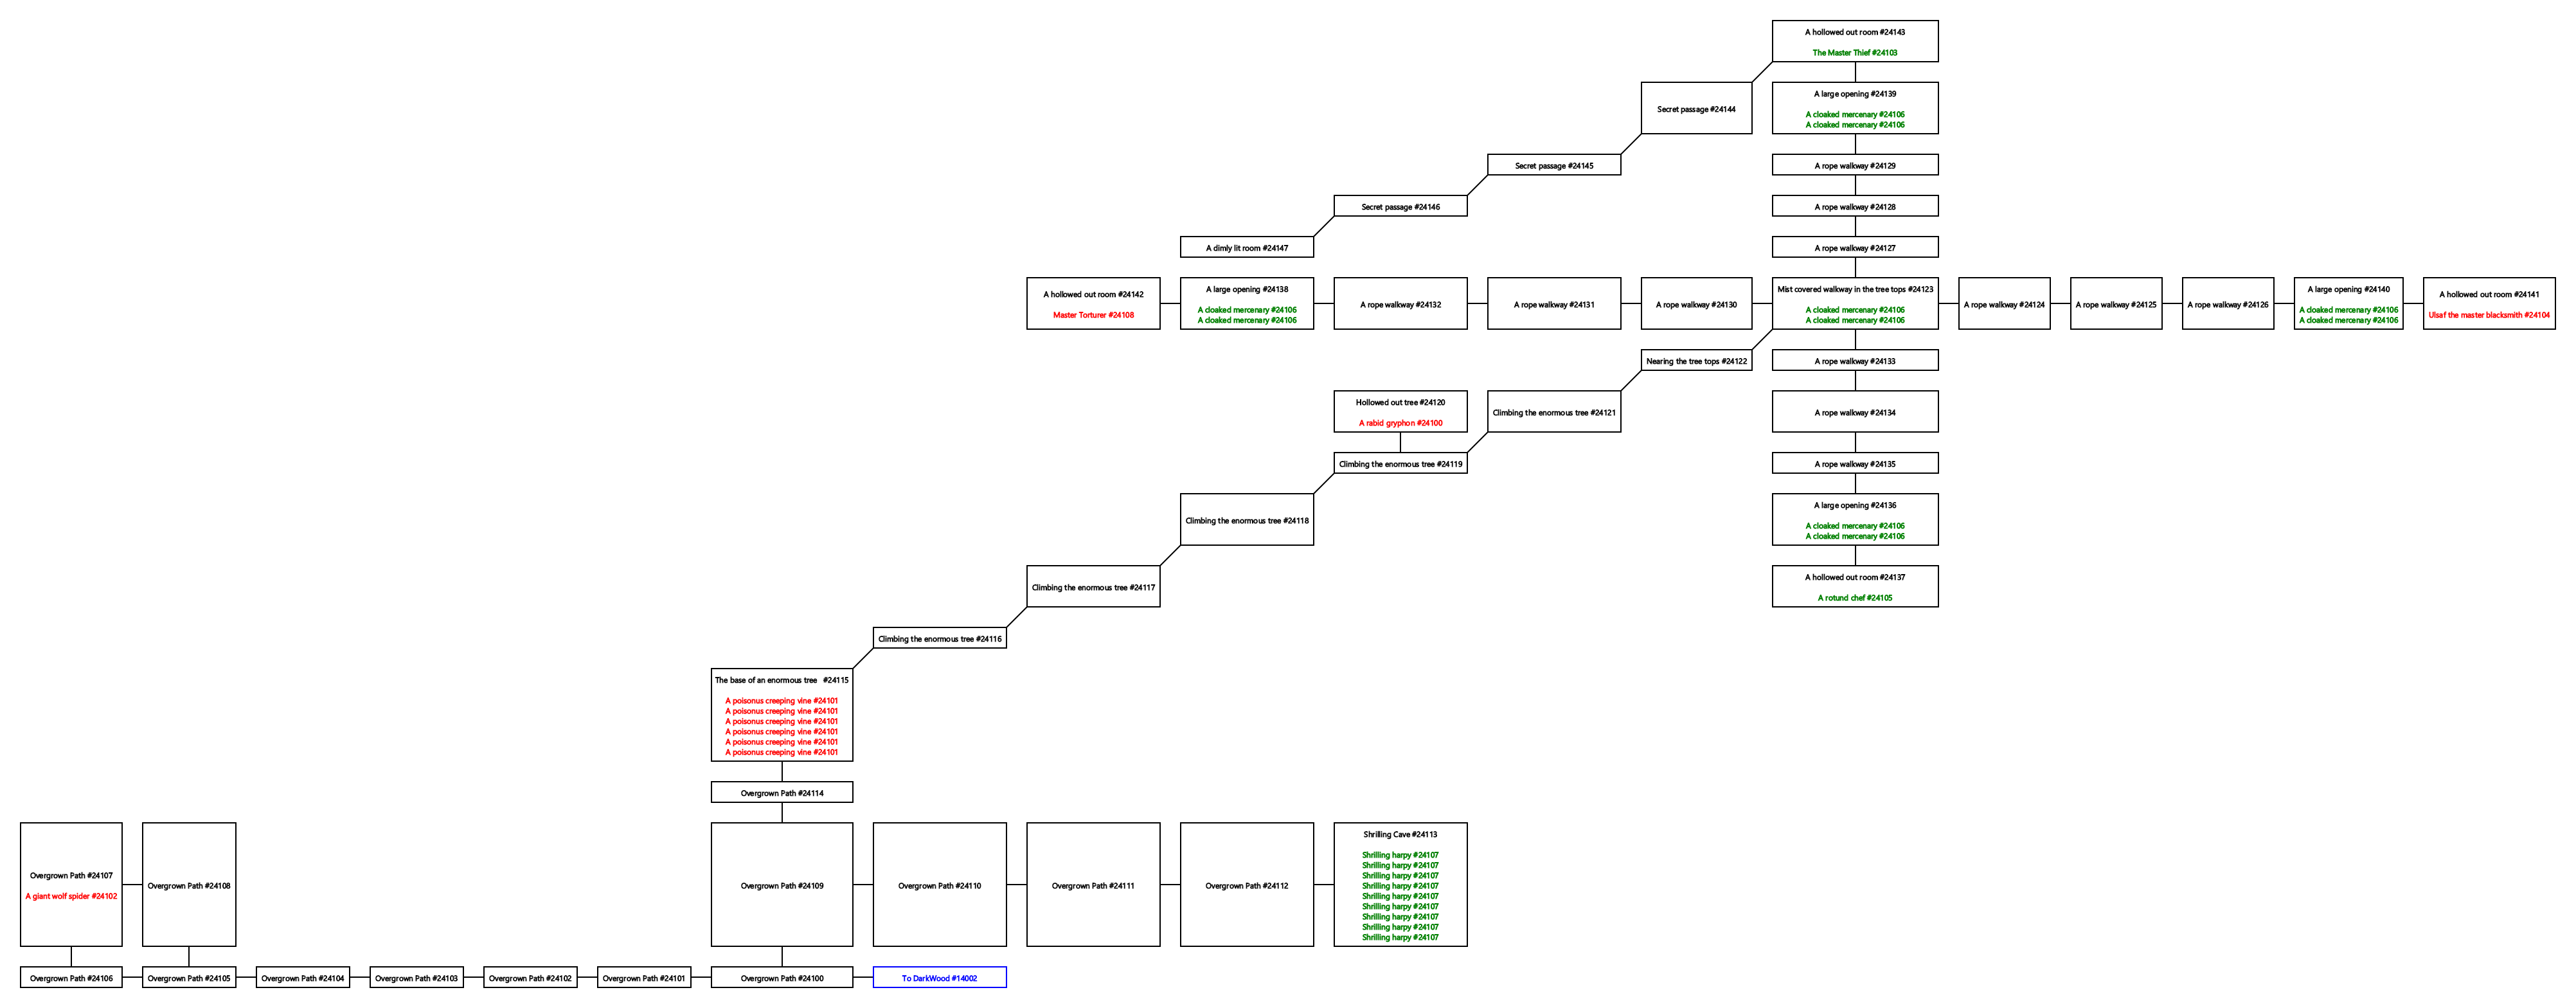 A hollowed out room #24143
The Master Thief #24103
A large opening #24139
A cloaked mercenary #24106
A cloaked mercenary #24106
Secret passage #24144
Secret passage #24145
A rope walkway #24129
Secret passage #24146
A rope walkway #24128
A dimly lit room #24147
A rope walkway #24127
A hollowed out room #24142
Master Torturer #24108
A large opening #24138
A cloaked mercenary #24106
A cloaked mercenary #24106
A rope walkway #24132
A rope walkway #24131
A rope walkway #24130
Mist covered walkway in the tree tops #24123
A cloaked mercenary #24106
A cloaked mercenary #24106
A rope walkway #24124
A rope walkway #24125
A rope walkway #24126
A large opening #24140
A cloaked mercenary #24106
A cloaked mercenary #24106
A hollowed out room #24141
Ulsaf the master blacksmith #24104
Nearing the tree tops #24122
A rope walkway #24133
Hollowed out tree #24120
A rabid gryphon #24100
Climbing the enormous tree #24121
A rope walkway #24134
Climbing the enormous tree #24119
A rope walkway #24135
Climbing the enormous tree #24118
A large opening #24136
A cloaked mercenary #24106
A cloaked mercenary #24106
Climbing the enormous tree #24117
A hollowed out room #24137
A rotund chef #24105
Climbing the enormous tree #24116
The base of an enormous tree #24115
A poisonus creeping vine #24101
A poisonus creeping vine #24101
A poisonus creeping vine #24101
A poisonus creeping vine #24101
A poisonus creeping vine #24101
A poisonus creeping vine #24101
Overgrown Path #24114
Overgrown Path #24107
A giant wolf spider #24102
Overgrown Path #24108
Overgrown Path #24109
Overgrown Path #24110
Overgrown Path #24111
Overgrown Path #24112
Shrilling Cave #24113
Shrilling harpy #24107
Shrilling harpy #24107
Shrilling harpy #24107
Shrilling harpy #24107
Shrilling harpy #24107
Shrilling harpy #24107
Shrilling harpy #24107
Shrilling harpy #24107
Shrilling harpy #24107
Overgrown Path #24106
Overgrown Path #24105
Overgrown Path #24104
Overgrown Path #24103
Overgrown Path #24102
Overgrown Path #24101
Overgrown Path #24100
To DarkWood #14002